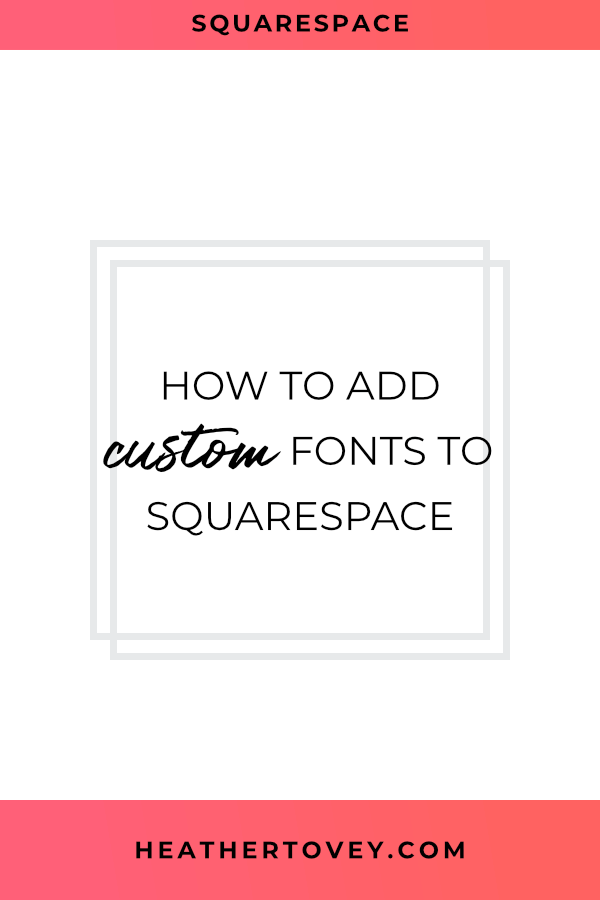 SQUARESPACE
HOW TO ADD
custom FONTS TO
SQUARESPACE
HEATHERTOVEY.COM